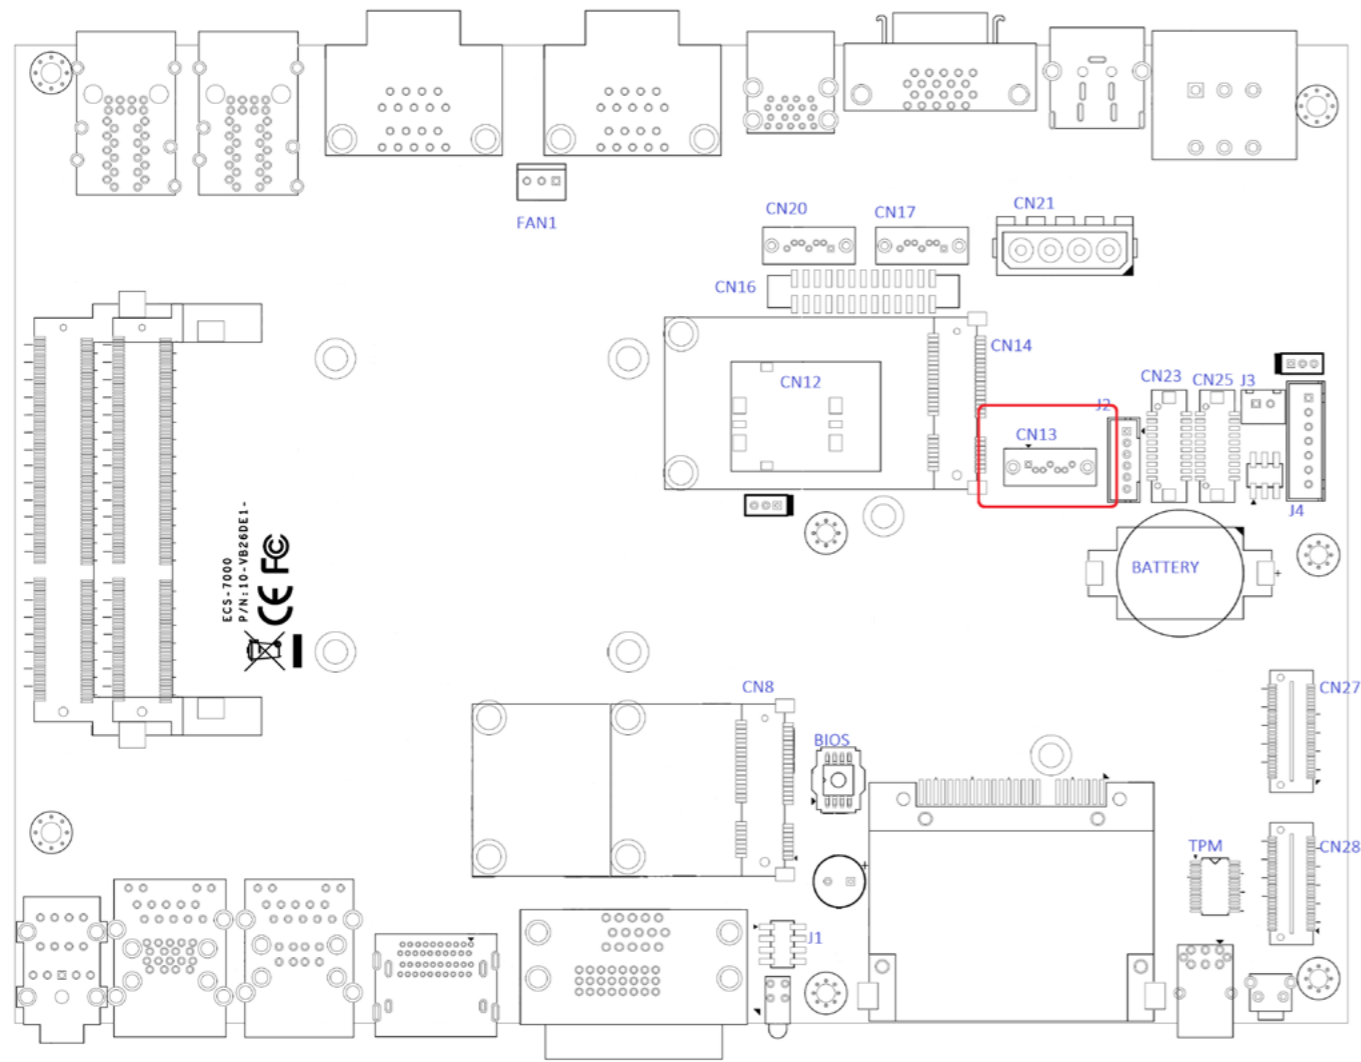 FAN1
CN20
CN17
CN21
CN16
CN14
CN12
CN23
CN25
J3
J2
CN13
J4
ECS-7000
P/N:10-VB26DE1-
CE FC
BATTERY
+
CN8
CN27
BIOS
TPM
CN28
+
J1